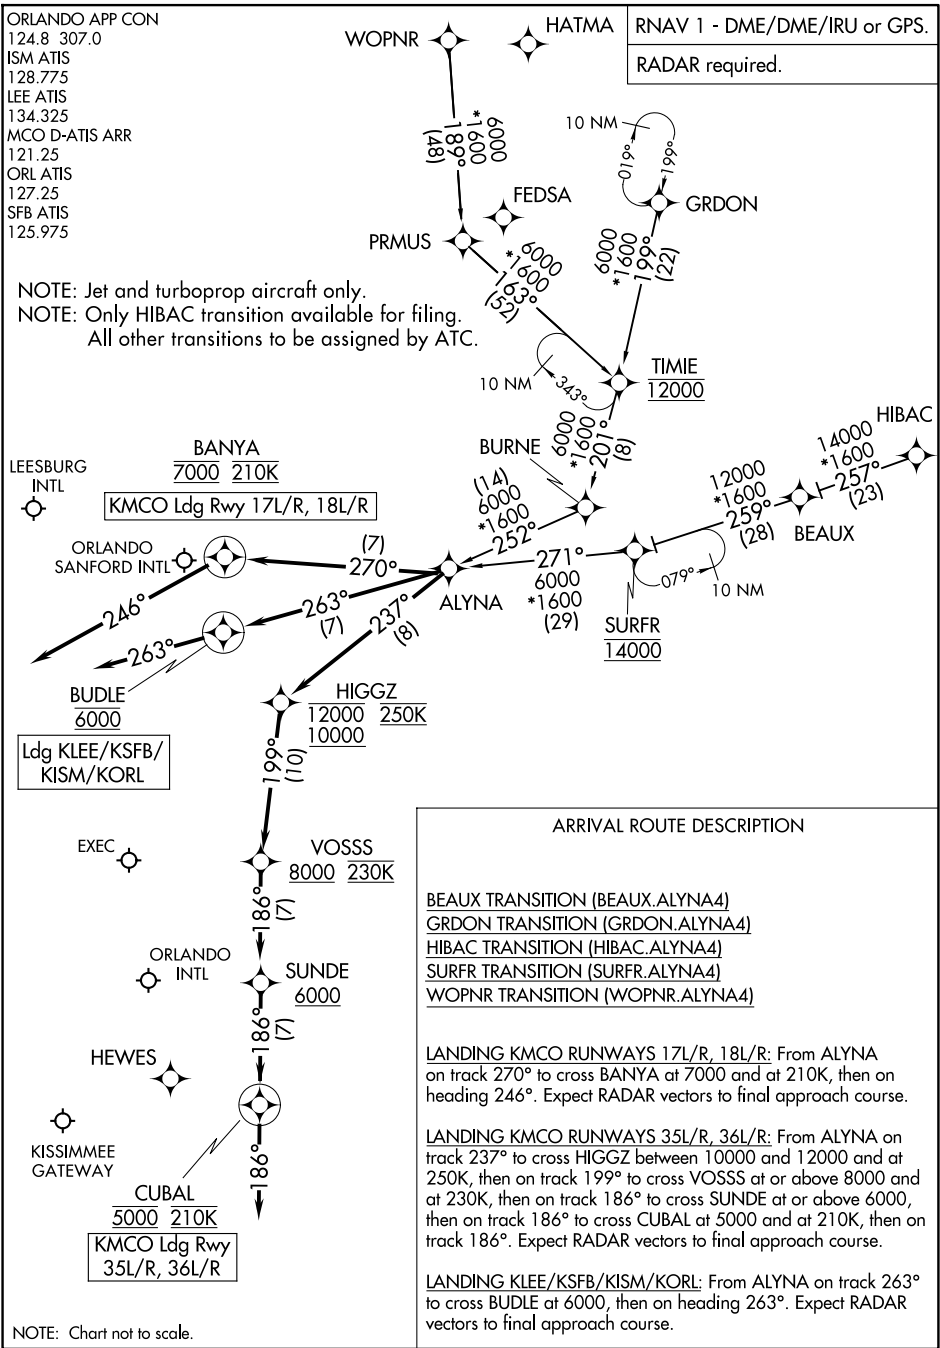 ORLANDO APP CON
124.8 307.0
ISM ATIS
128.775
LEE ATIS
134.325
MCO D-ATIS ARR
121.25
ORL ATIS
127.25
SFB ATIS
125.975
RNAV 1 - DME/DME/IRU or GPS.
RADAR required.
NOTE: Jet and turboprop aircraft only.
NOTE: Only HIBAC transition available for filing.
All other transitions to be assigned by ATC.
WOPNR
HATMA
6000
*1600
189°
(48)
10 NM
019°
199°
GRDON
FEDSA
PRMUS
6000
*1600
163°
(52)
6000
*1600
199°
(22)
10 NM
343°
TIMIE
12000
6000
*1600
201°
(8)
HIBAC
14000
*1600
257°
(23)
BEAUX
12000
*1600
259°
(28)
BURNE
(14)
6000
*1600
252°
079°
10 NM
SURFR
14000
271°
6000
*1600
(29)
ALYNA
BANYA
7000 210K
KMCO Ldg Rwy 17L/R, 18L/R
LEESBURG
INTL
ORLANDO
SANFORD INTL
(7)
270°
246°
263°
(7)
263°
237°
(8)
BUDLE
6000
Ldg KLEE/KSFB/
KISM/KORL
HIGGZ
12000 250K
10000
199°
(10)
EXEC
VOSSS
8000 230K
186°
(7)
ORLANDO
INTL
SUNDE
6000
186°
(7)
HEWES
KISSIMMEE
GATEWAY
186°
CUBAL
5000 210K
KMCO Ldg Rwy
35L/R, 36L/R
NOTE: Chart not to scale.
ARRIVAL ROUTE DESCRIPTION
BEAUX TRANSITION (BEAUX.ALYNA4)
GRDON TRANSITION (GRDON.ALYNA4)
HIBAC TRANSITION (HIBAC.ALYNA4)
SURFR TRANSITION (SURFR.ALYNA4)
WOPNR TRANSITION (WOPNR.ALYNA4)
LANDING KMCO RUNWAYS 17L/R, 18L/R: From ALYNA
on track 270° to cross BANYA at 7000 and at 210K, then on
heading 246°. Expect RADAR vectors to final approach course.
LANDING KMCO RUNWAYS 35L/R, 36L/R: From ALYNA on
track 237° to cross HIGGZ between 10000 and 12000 and at
250K, then on track 199° to cross VOSSS at or above 8000 and
at 230K, then on track 186° to cross SUNDE at or above 6000,
then on track 186° to cross CUBAL at 5000 and at 210K, then on
track 186°. Expect RADAR vectors to final approach course.
LANDING KLEE/KSFB/KISM/KORL: From ALYNA on track 263°
to cross BUDLE at 6000, then on heading 263°. Expect RADAR
vectors to final approach course.